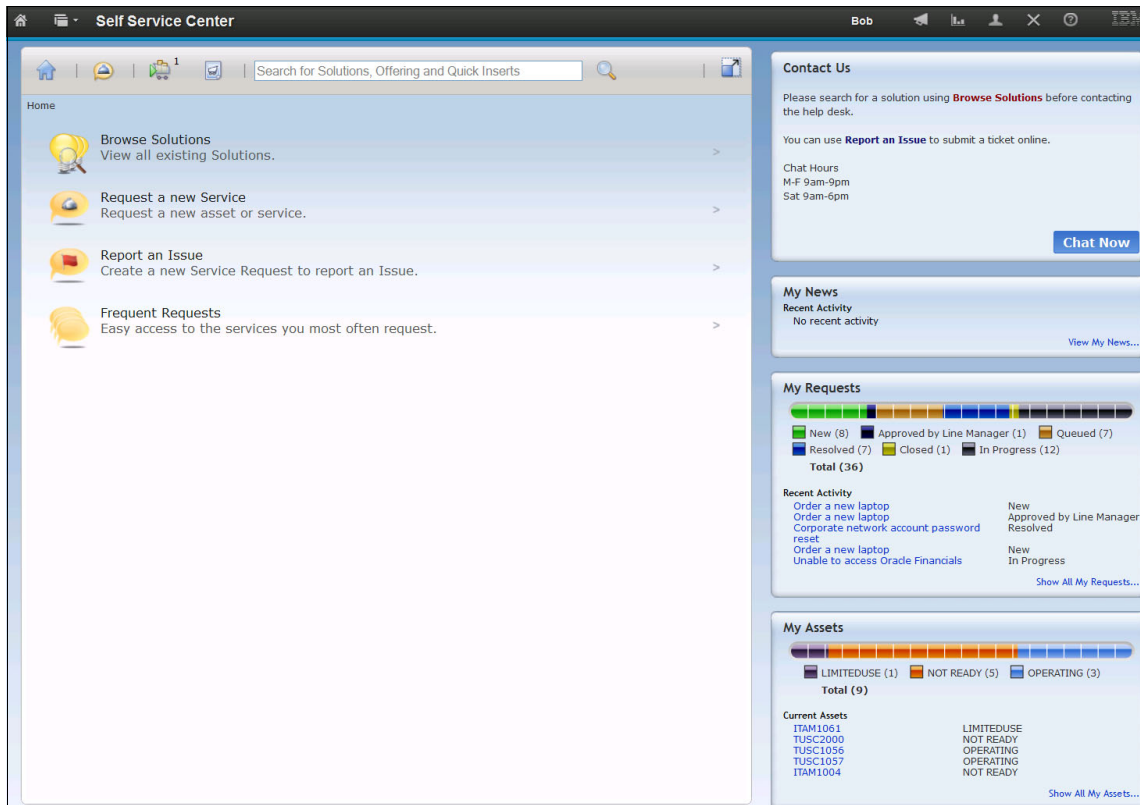 Self Service Center
Bob
IBM
1
Search for Solutions, Offering and Quick Inserts
Home
Browse Solutions
View all existing Solutions.
>
Request a new Service
Request a new asset or service.
>
Report an Issue
Create a new Service Request to report an Issue.
>
Frequent Requests
Easy access to the services you most often request.
>
Contact Us
Please search for a solution using Browse Solutions before contacting
the help desk.
You can use Report an Issue to submit a ticket online.
Chat Hours
M-F 9am-9pm
Sat 9am-6pm
Chat Now
My News
Recent Activity
No recent activity
View My News...
My Requests
New (8) Approved by Line Manager (1) Queued (7)
Resolved (7) Closed (1) In Progress (12)
Total (36)
Recent Activity
Order a new laptop New
Order a new laptop Approved by Line Manager
Corporate network account password Resolved
reset
Order a new laptop New
Unable to access Oracle Financials In Progress
Show All My Requests...
My Assets
LIMITEDUSE (1) NOT READY (5) OPERATING (3)
Total (9)
Current Assets
ITAM1061 LIMITEDUSE
TUSC2000 NOT READY
TUSC1056 OPERATING
TUSC1057 OPERATING
ITAM1004 NOT READY
Show All My Assets...